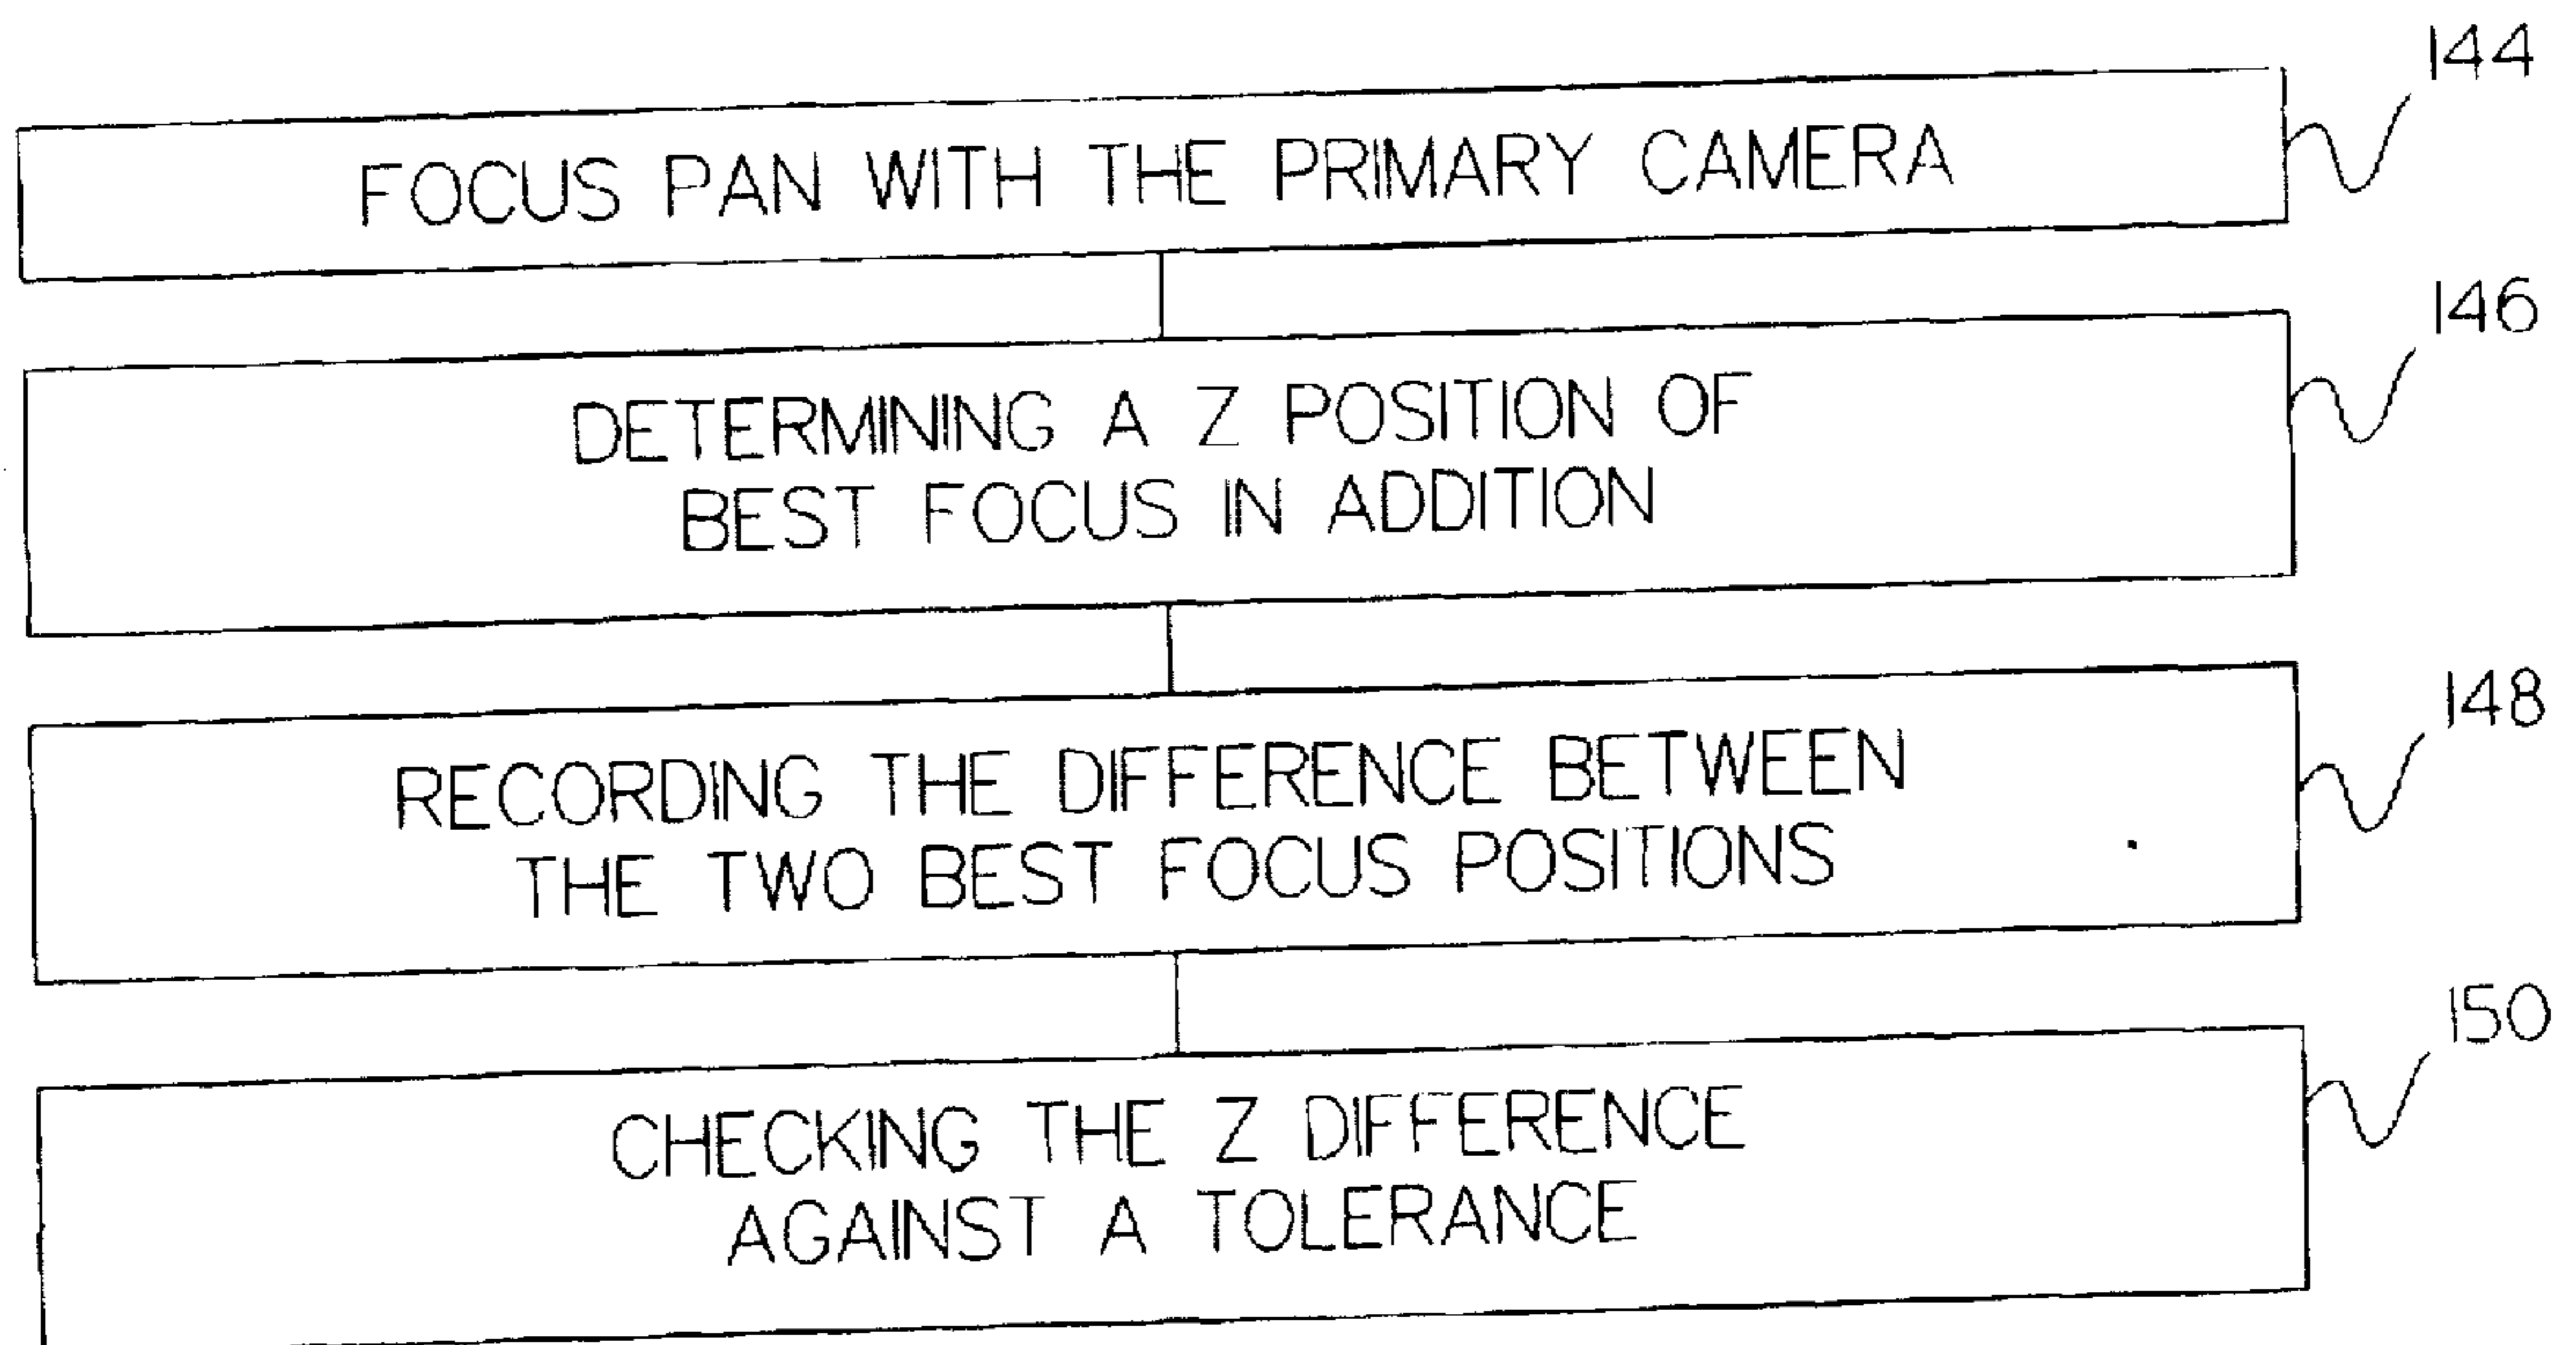 144
FOCUS PAN WITH THE PRIMARY CAMERA
146
DETERMINING A Z POSITION OF
BEST FOCUS IN ADDITION
148
RECORDING THE DIFFERENCE BETWEEN
THE TWO BEST FOCUS POSITIONS
150
CHECKING THE Z DIFFERENCE
AGAINST A TOLERANCE